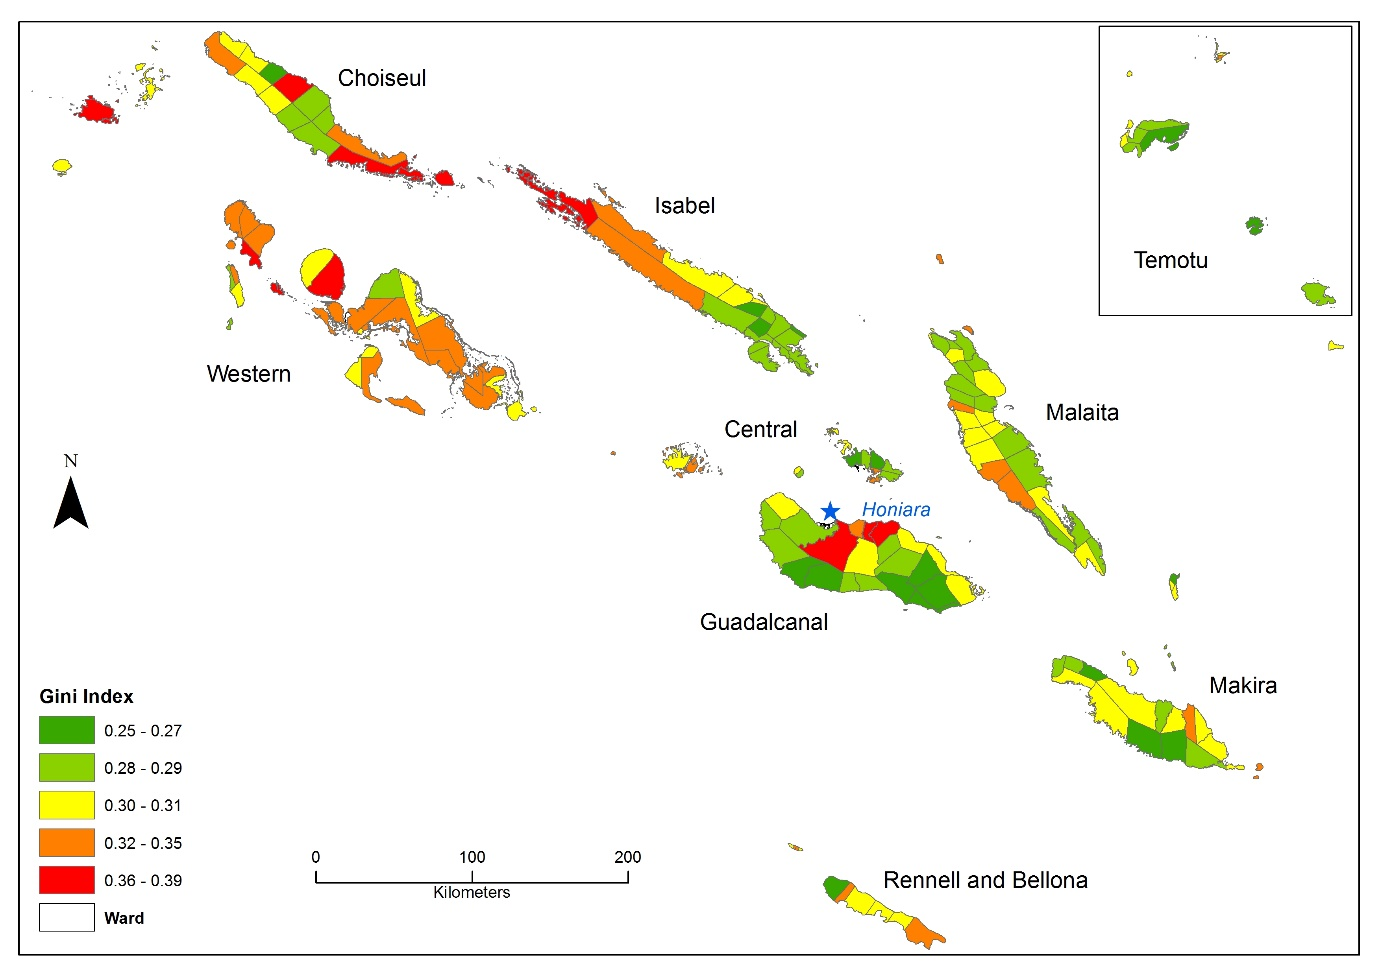 Choiseul
Isabel
Temotu
Western
Malaita
Central
N
Honiara
Guadalcanal
Makira
Gini Index
0.25 - 0.27
0.28 - 0.29
0.30 - 0.31
0.32 - 0.35
0.36 - 0.39
Ward
0 100 200
Kilometers
Rennell and Bellona